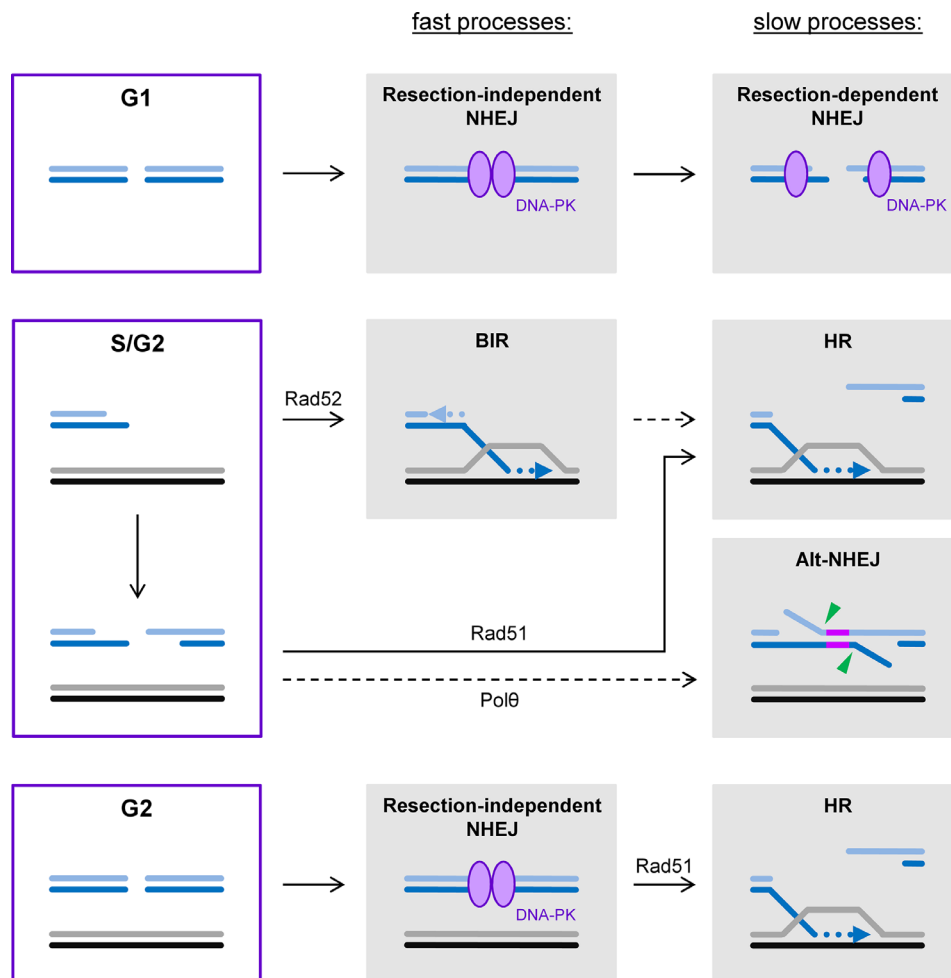 fast processes:
slow processes:
G1
Resection-independent
NHEJ
DNA-PK
Resection-dependent
NHEJ
DNA-PK
S/G2
Rad52
BIR
HR
Rad51
Polθ
Alt-NHEJ
G2
Resection-independent
NHEJ
DNA-PK
Rad51
HR